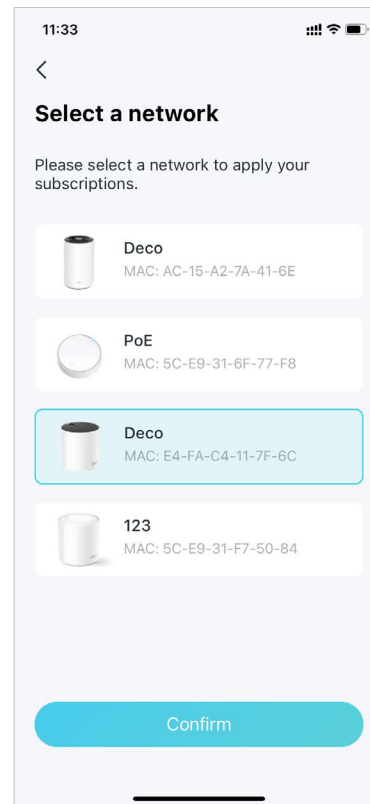 11:33
Select a network
Please select a network to apply your
subscriptions.
Deco
MAC: AC-15-A2-7A-41-6E
PoE
MAC: 5C-E9-31-6F-77-F8
Deco
MAC: E4-FA-C4-11-7F-6C
123
MAC: 5C-E9-31-F7-50-84
Confirm